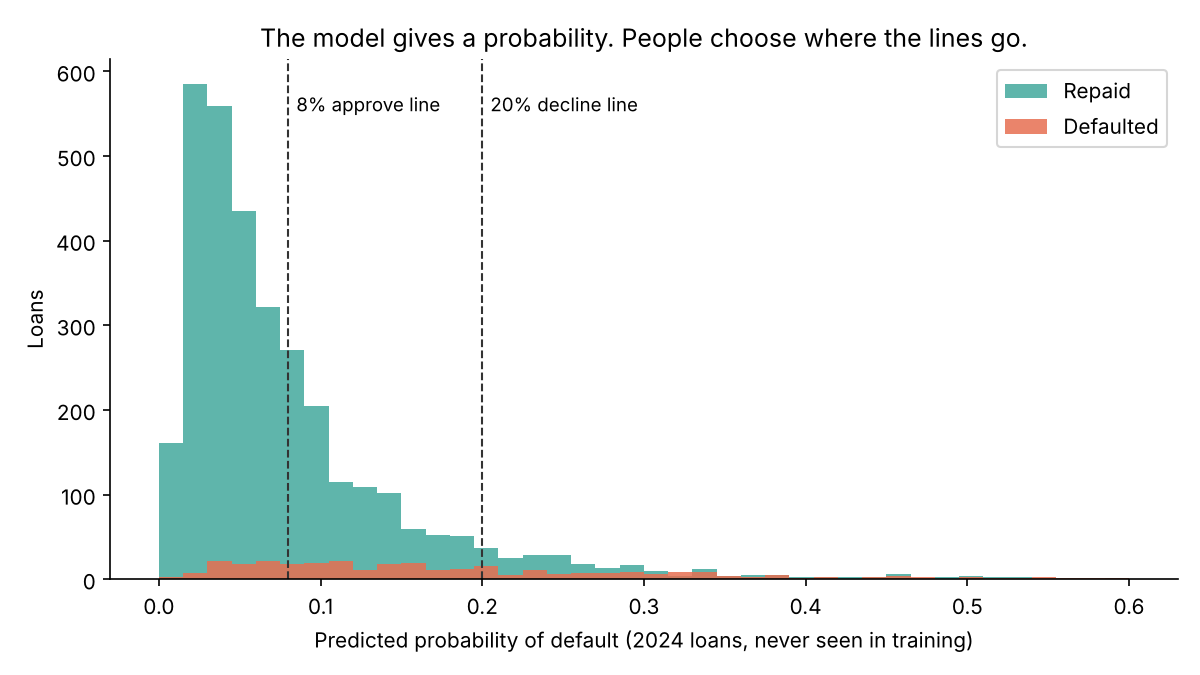 The model gives a probability. People choose where the lines go.
600
500
400
300
200
100
0
Loans
8% approve line
20% decline line
Repaid
Defaulted
0.0 0.1 0.2 0.3 0.4 0.5 0.6
Predicted probability of default (2024 loans, never seen in training)